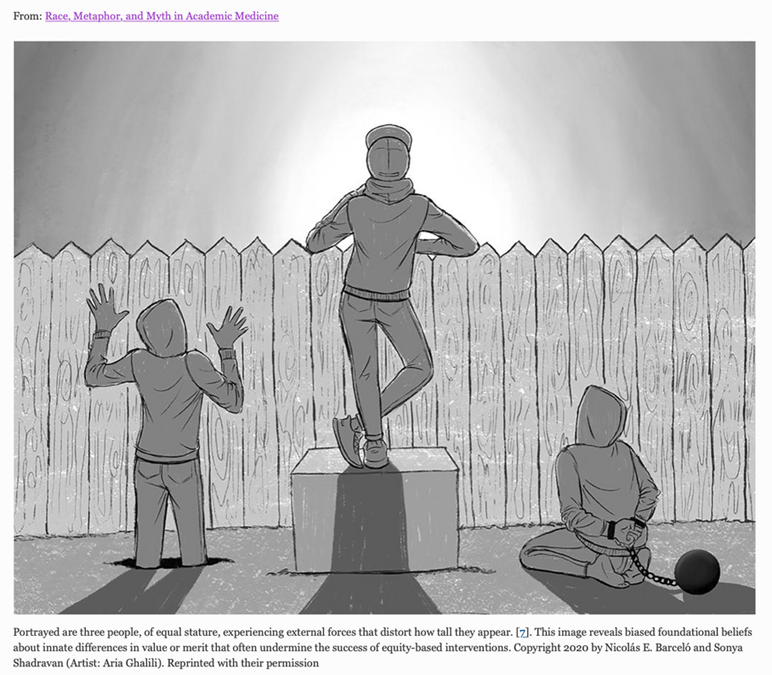 From: Race, Metaphor, and Myth in Academic Medicine
Portrayed are three people, of equal stature, experiencing external forces that distort how tall they appear. [7]. This image reveals biased foundational beliefs
about innate differences in value or merit that often undermine the success of equity-based interventions. Copyright 2020 by Nicolás E. Barceló and Sonya
Shadravan (Artist: Aria Ghalili). Reprinted with their permission